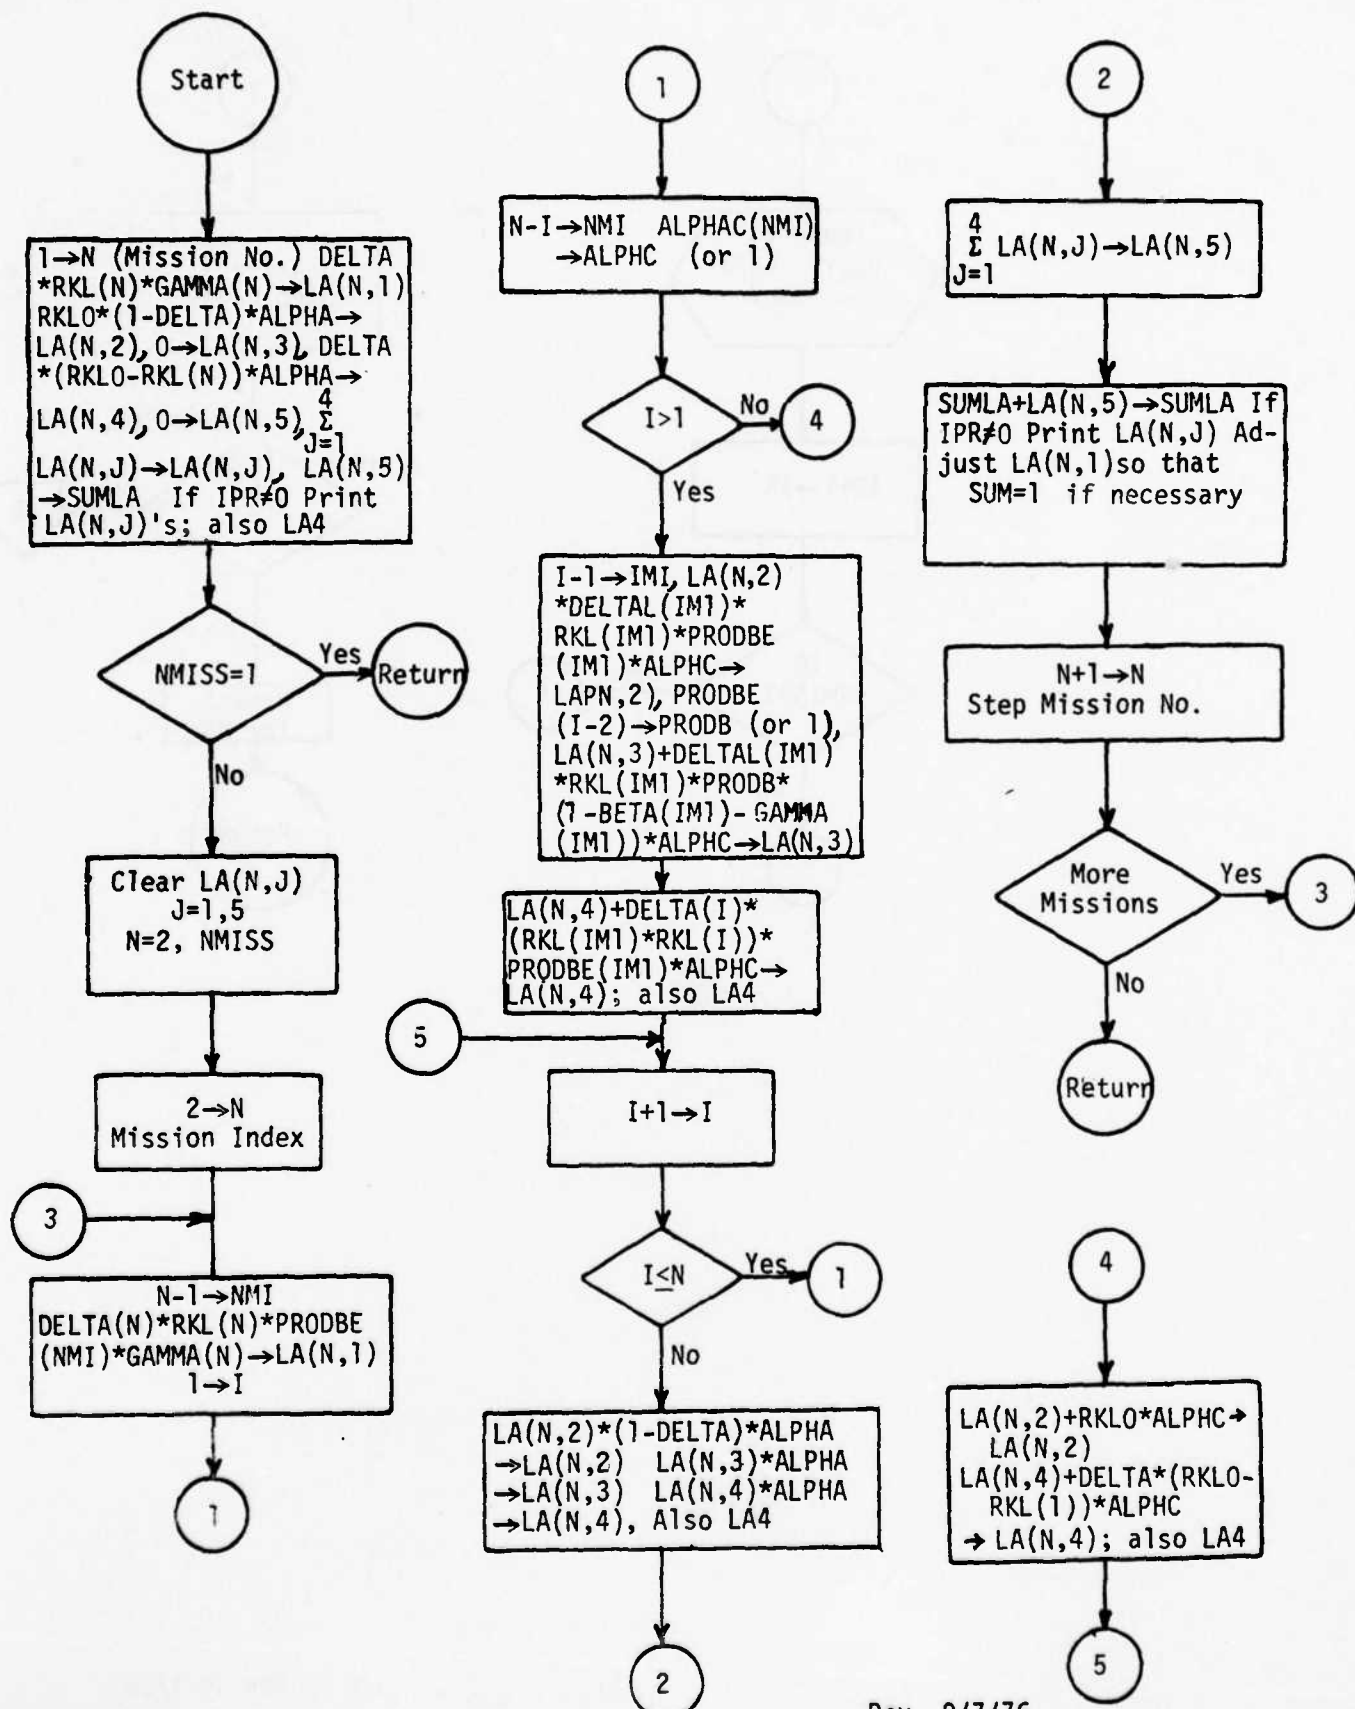 Start
1→N (Mission No.) DELTA
*RKL(N)*GAMMA(N)→LA(N,1)
RKLO*(1-DELTA)*ALPHA→
LA(N,2), 0→LA(N,3), DELTA
*(RKLO-RKL(N))*ALPHA→
4
LA(N,4), 0→LA(N,5), Σ
J=1
LA(N,J)→LA(N,J), LA(N,5)
→SUMLA If IPR≠0 Print
LA(N,J)'s; also LA4
NMISS=1
Yes
Return
No
Clear LA(N,J)
J=1,5
N=2, NMISS
2→N
Mission Index
3
N-1→NMI
DELTA(N)*RKL(N)*PRODBE
(NMI)*GAMMA(N)→LA(N,1)
1→I
1
1
N-I→NMI ALPHAC(NMI)
→ALPHC (or 1)
I>1
No
4
Yes
I-1→IMI, LA(N,2)
*DELTAL(IM1)*
RKL(IM1)*PRODBE
(IM1)*ALPHC→
LAPN,2), PRODBE
(I-2)→PRODB (or 1),
LA(N,3)+DELTAL(IM1)
*RKL(IM1)*PRODB*
(1-BETA(IM1)-GAMMA
(IM1))*ALPHC→LA(N,3)
LA(N,4)+DELTA(I)*
(RKL(IM1)*RKL(I))*
PRODBE(IM1)*ALPHC→
LA(N,4); also LA4
5
I+1→I
I≤N
Yes
1
No
LA(N,2)*(1-DELTA)*ALPHA
→LA(N,2) LA(N,3)*ALPHA
→LA(N,3) LA(N,4)*ALPHA
→LA(N,4), Also LA4
2
2
4
Σ LA(N,J)→LA(N,5)
J=1
SUMLA+LA(N,5)→SUMLA If
IPR≠0 Print LA(N,J) Ad-
just LA(N,1)so that
SUM=1 if necessary
N+1→N
Step Mission No.
More
Missions
Yes
3
No
Return
4
LA(N,2)+RKLO*ALPHC→
LA(N,2)
LA(N,4)+DELTA*(RKLO-
RKL(1))*ALPHC
→ LA(N,4); also LA4
5